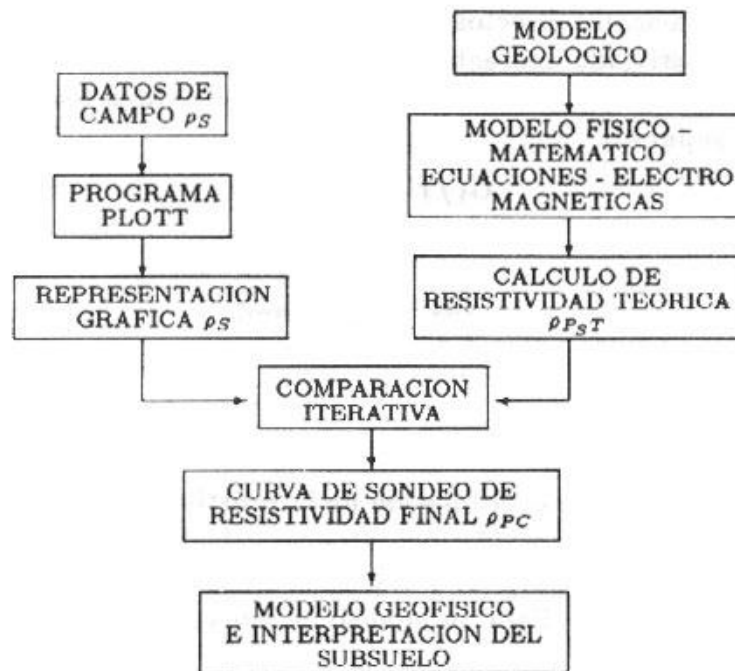 MODELO
GEOLOGICO
DATOS DE
CAMPO ρS
MODELO FISICO –
MATEMATICO
ECUACIONES - ELECTRO
MAGNETICAS
PROGRAMA
PLOTT
REPRESENTACION
GRAFICA ρS
CALCULO DE
RESISTIVIDAD TEORICA
ρPST
COMPARACION
ITERATIVA
CURVA DE SONDEO DE
RESISTIVIDAD FINAL ρPC
MODELO GEOFISICO
E INTERPRETACION DEL
SUBSUELO